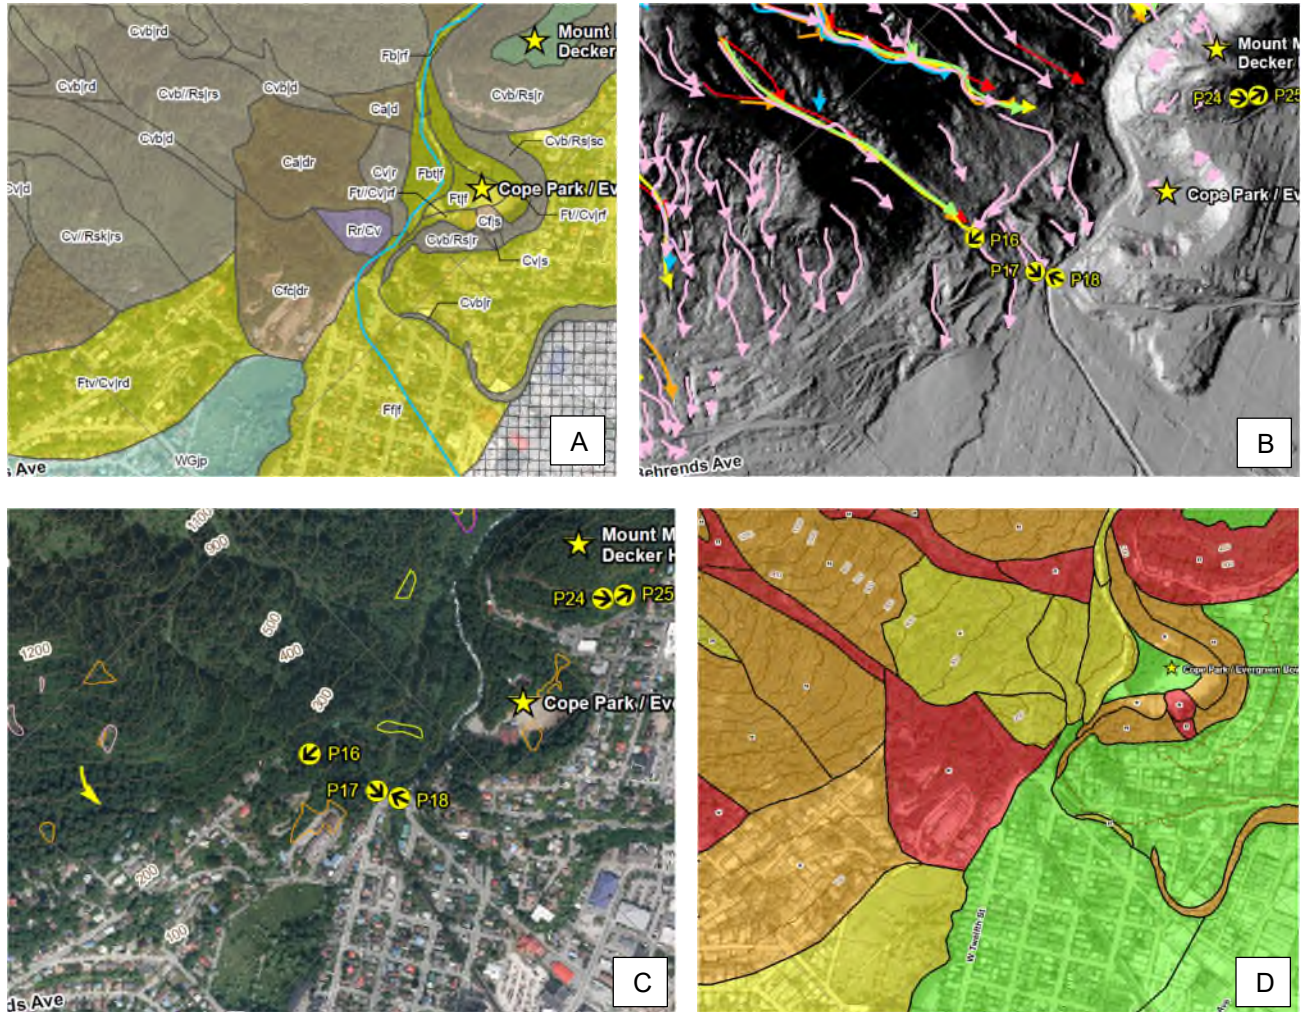 Cvb|rd
Mount
Decker
Fb|rf
Cvb|rd
Cvb//Rs|rs
Cvb|d
Cvb/Rs|r
Ca|d
Cvb|d
Cvb/Rs|sc
Ca|dr
Cv|r
Fbt|f
Cv|d
Ft//Cv|rf
Ft|f
Cope Park / Ev
Rr/Cv
Cf|s
Ft//Cv|rf
Cv//Rsk|rs
Cvb/Rs|r
Cv|s
Cfc|dr
Cvb|r
Ftv/Cv|rd
Ff|f
WGjp
s Ave
A
Mount M
Decker
P24
P25
Cope Park / Ev
P16
P17
P18
Behrends Ave
B
1100
900
Mount M
Decker H
P24
P25
500
400
1200
300
Cope Park / Eve
P16
P17
P18
200
100
ds Ave
C
Cope Park / Evergreen Bow
W Twelfth St
Ave
D